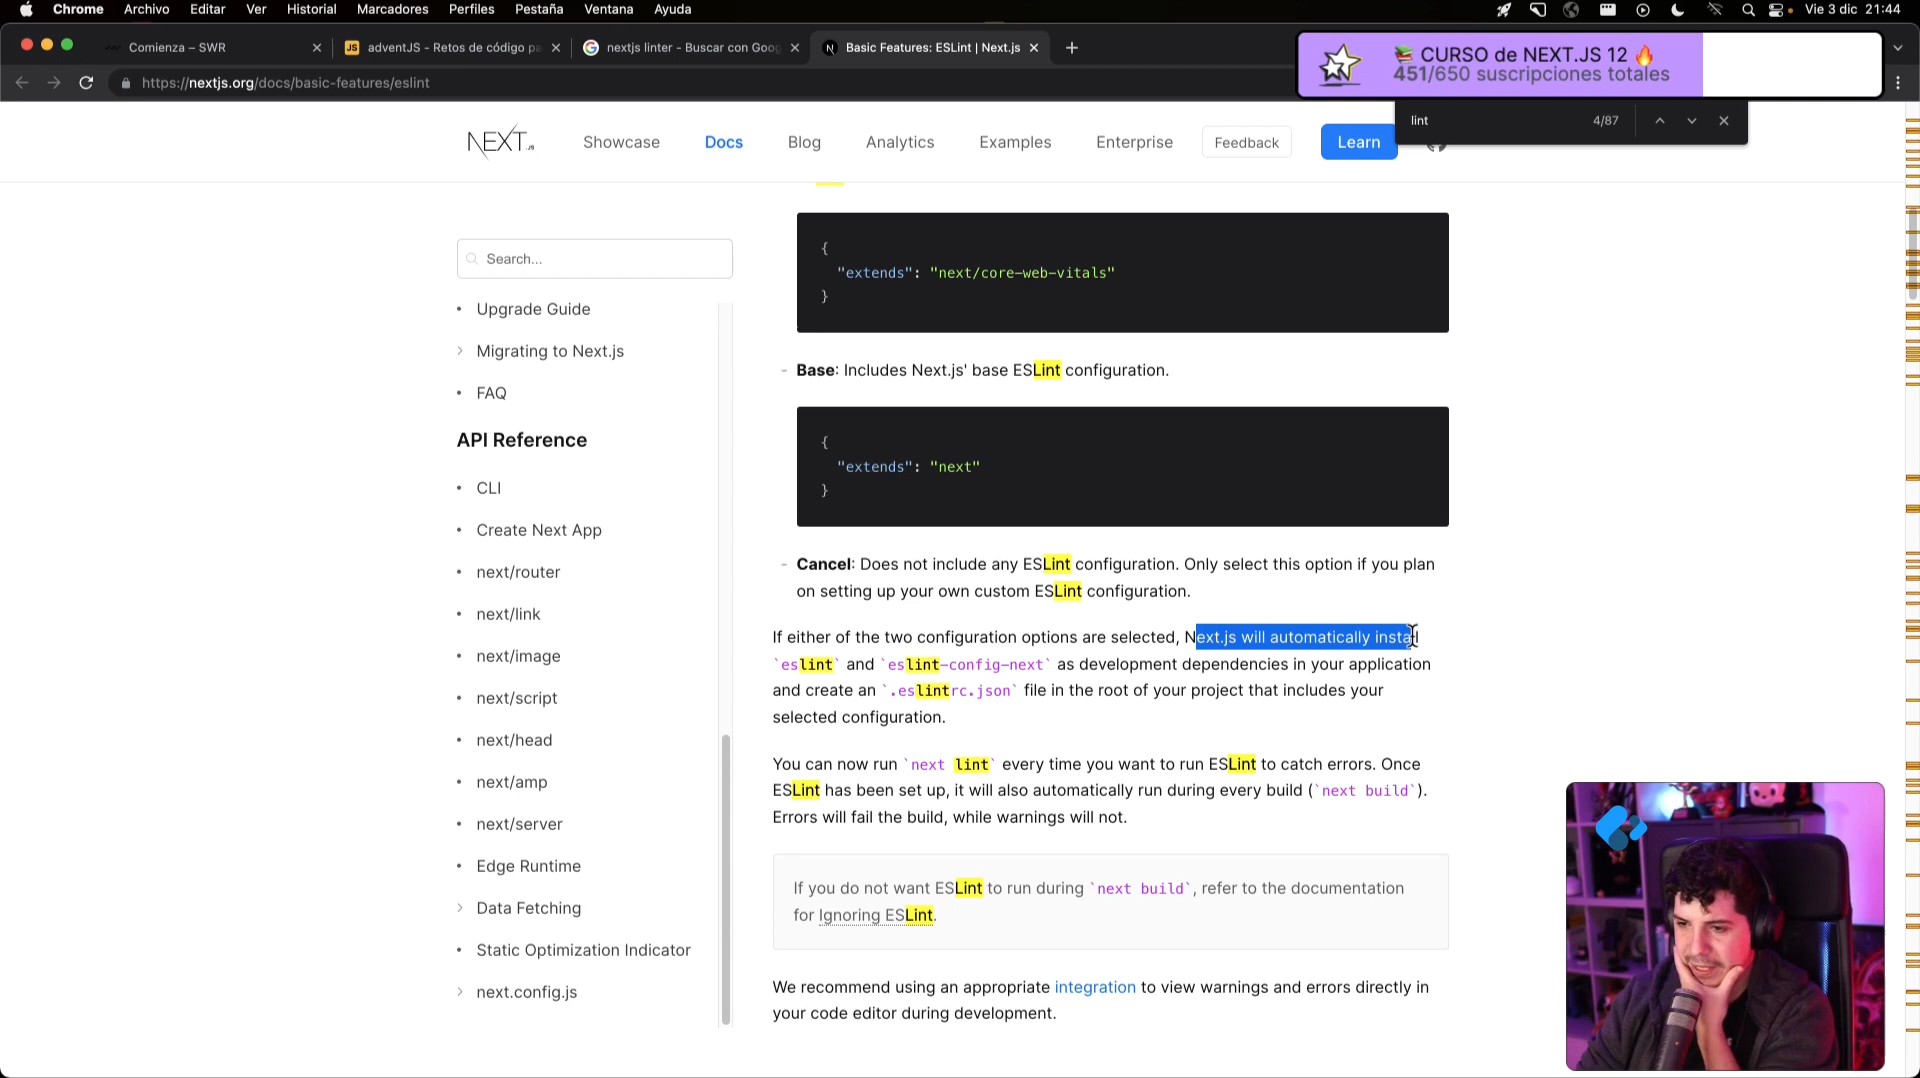 Chrome Archivo Editar Ver Historial Marcadores Perfiles Pestaña Ventana Ayuda Vie 3 dic 21:44
Comienza – SWR
JS adventJS - Retos de código pa
nextjs linter - Buscar con Goog
Basic Features: ESLint | Next.js
https://nextjs.org/docs/basic-features/eslint
📚 CURSO de NEXT.JS 12 🔥
451/650 suscripciones totales
lint 4/87
NEXT.js Showcase Docs Blog Analytics Examples Enterprise Feedback Learn
Search...
• Upgrade Guide
› Migrating to Next.js
• FAQ
API Reference
• CLI
• Create Next App
• next/router
• next/link
• next/image
• next/script
• next/head
• next/amp
• next/server
• Edge Runtime
› Data Fetching
• Static Optimization Indicator
› next.config.js
{
"extends": "next/core-web-vitals"
}
- Base: Includes Next.js' base ESLint configuration.
{
"extends": "next"
}
- Cancel: Does not include any ESLint configuration. Only select this option if you plan
on setting up your own custom ESLint configuration.
If either of the two configuration options are selected, Next.js will automatically install
`eslint` and `eslint-config-next` as development dependencies in your application
and create an `.eslintrc.json` file in the root of your project that includes your
selected configuration.
You can now run `next lint` every time you want to run ESLint to catch errors. Once
ESLint has been set up, it will also automatically run during every build (`next build`).
Errors will fail the build, while warnings will not.
If you do not want ESLint to run during `next build`, refer to the documentation
for Ignoring ESLint.
We recommend using an appropriate integration to view warnings and errors directly in
your code editor during development.